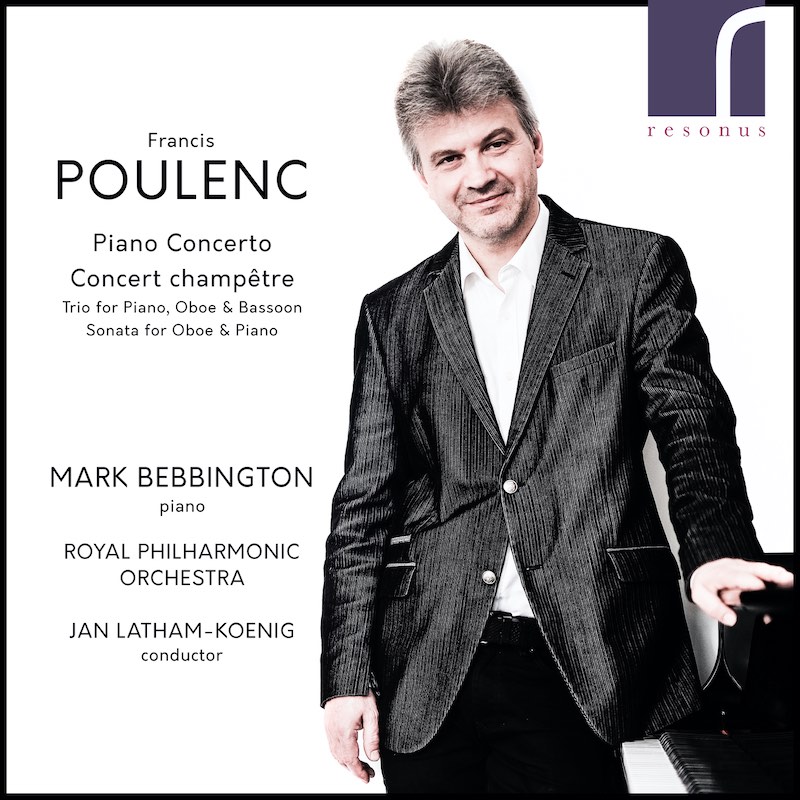 resonus
Francis
POULENC
Piano Concerto
Concert champêtre
Trio for Piano, Oboe & Bassoon
Sonata for Oboe & Piano
MARK BEBBINGTON
piano
ROYAL PHILHARMONIC
ORCHESTRA
JAN LATHAM-KOENIG
conductor